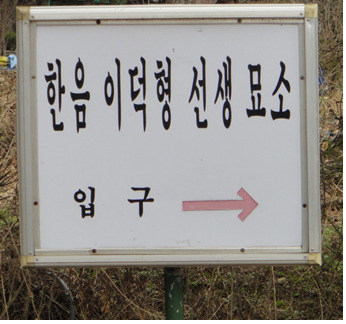 한음 이덕형 선생 묘소
입구 →